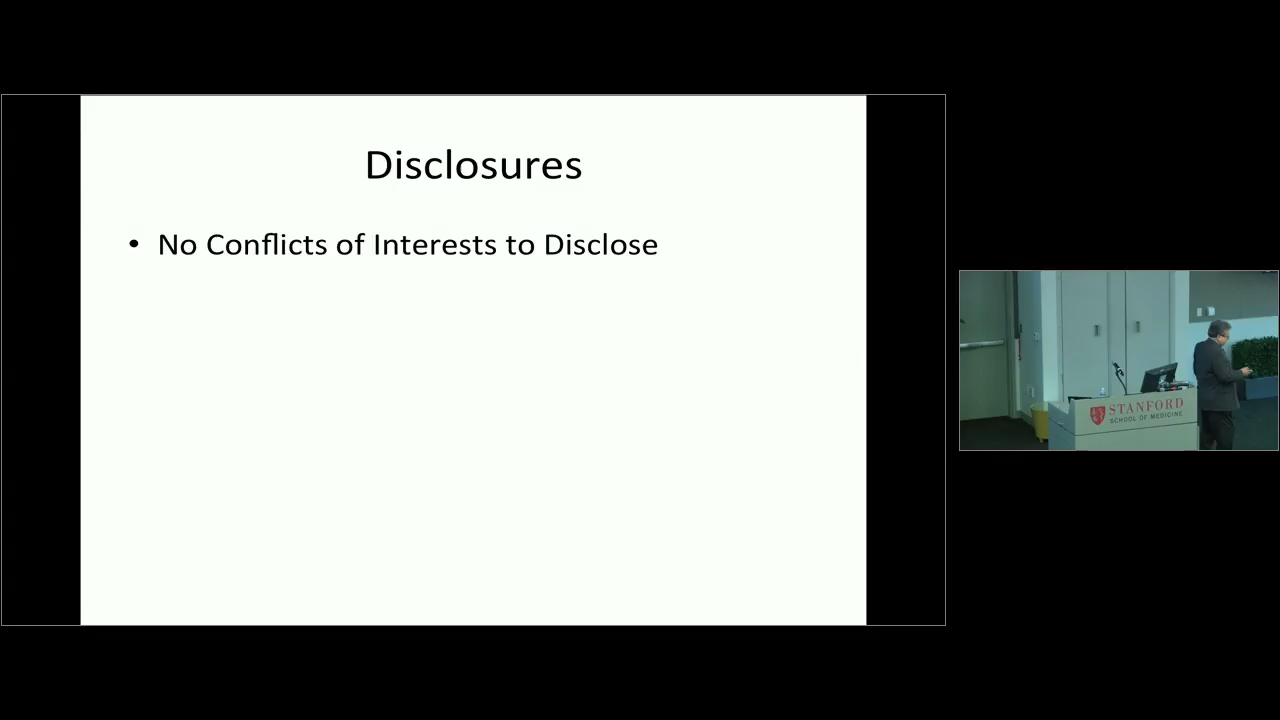 Disclosures
• No Conflicts of Interests to Disclose
STANFORD
SCHOOL OF MEDICINE